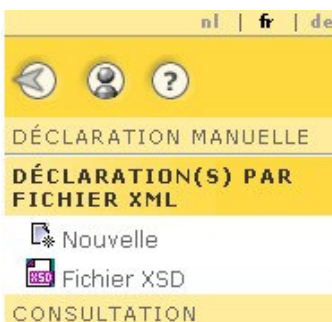 nl | fr | de
?
DÉCLARATION MANUELLE
DÉCLARATION(S) PAR
FICHIER XML
Nouvelle
XSD Fichier XSD
CONSULTATION